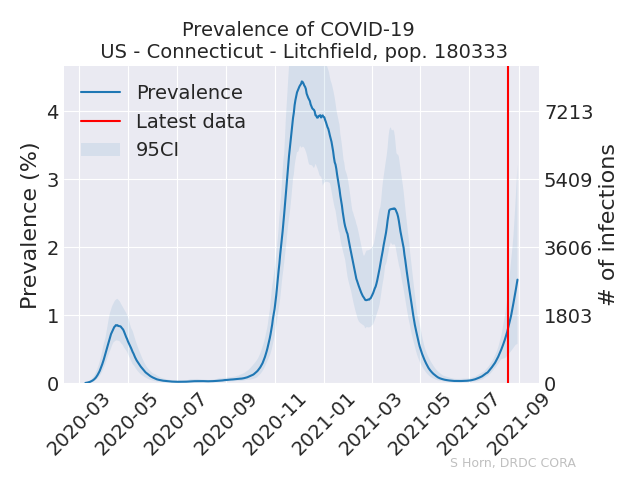 Prevalence of COVID-19
US - Connecticut - Litchfield, pop. 180333
Prevalence
Latest data
95CI
Prevalence (%)
4
3
2
1
0
7213
5409
3606
1803
0
# of infections
2020-03
2020-05
2020-07
2020-09
2020-11
2021-01
2021-03
2021-05
2021-07
2021-09
S Horn, DRDC CORA